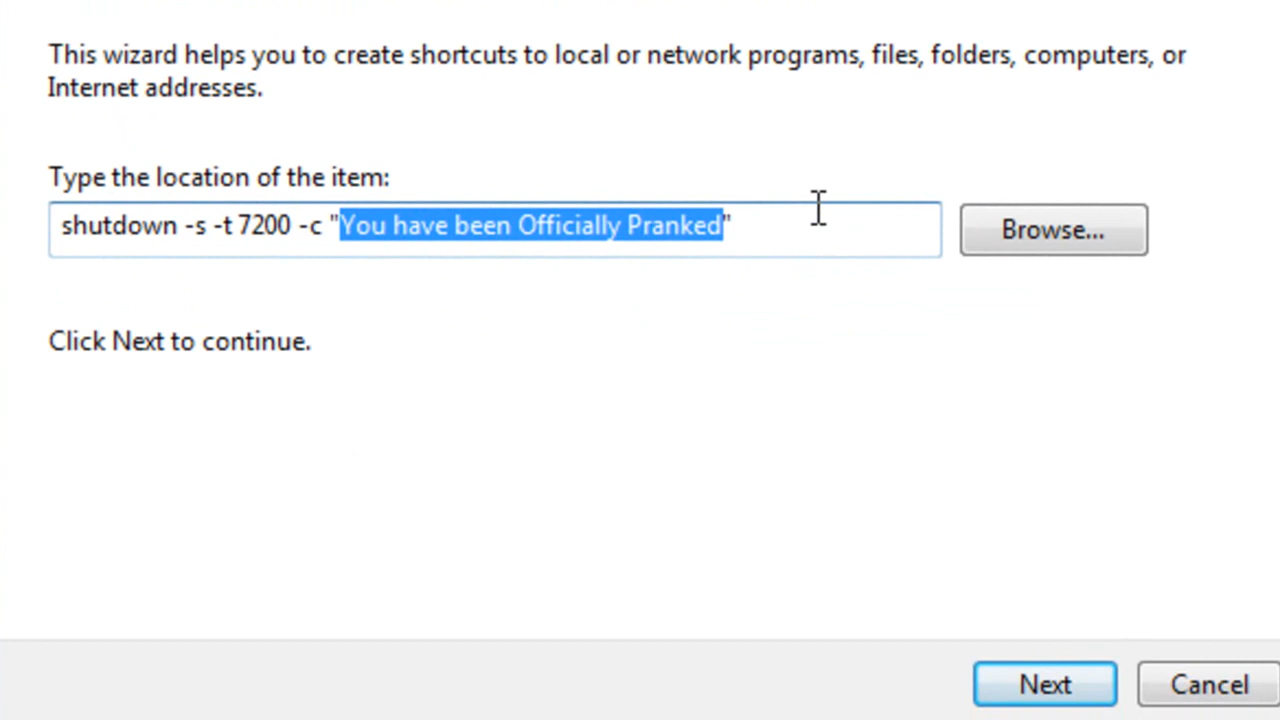 This wizard helps you to create shortcuts to local or network programs, files, folders, computers, or
Internet addresses.
Type the location of the item:
shutdown -s -t 7200 -c "You have been Officially Pranked"
Browse...
Click Next to continue.
Next
Cancel